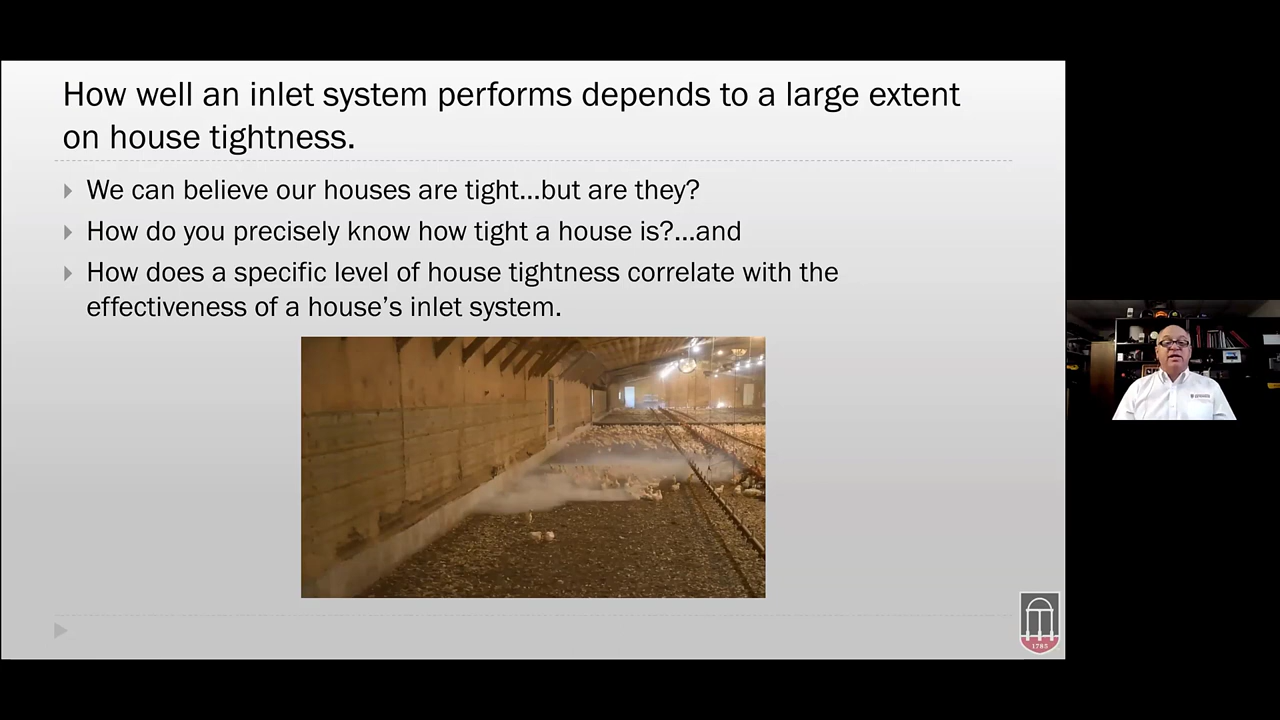 How well an inlet system performs depends to a large extent
on house tightness.
We can believe our houses are tight...but are they?
How do you precisely know how tight a house is?...and
How does a specific level of house tightness correlate with the
effectiveness of a house's inlet system.
1785